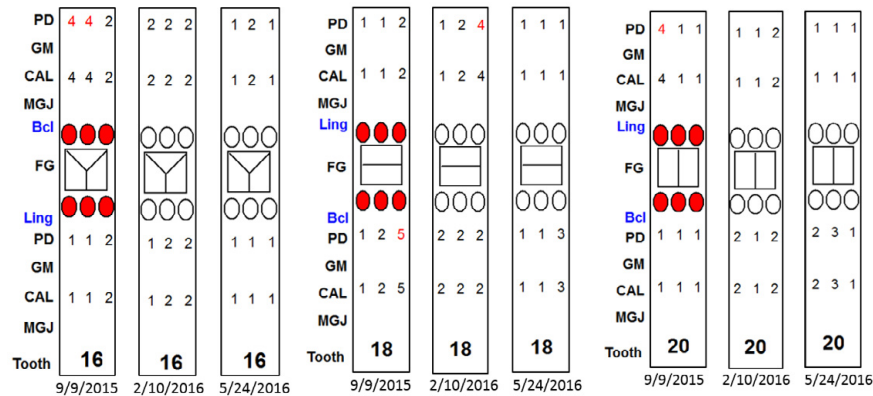 PD 4 4 2 2 2 2 1 2 1
GM
CAL 4 4 2 2 2 2 1 2 1
MGJ
Bcl
FG
Ling
PD 1 1 2 1 2 2 1 1 1
GM
CAL 1 1 2 1 2 2 1 1 1
MGJ
Tooth 16 16 16
9/9/2015 2/10/2016 5/24/2016
PD 1 1 2 1 2 4 1 1 1
GM
CAL 1 1 2 1 2 4 1 1 1
MGJ
Ling
FG
Bcl
PD 1 2 5 2 2 2 1 1 3
GM
CAL 1 2 5 2 2 2 1 1 3
MGJ
Tooth 18 18 18
9/9/2015 2/10/2016 5/24/2016
PD 4 1 1 1 1 2 1 1 1
GM
CAL 4 1 1 1 1 2 1 1 1
MGJ
Ling
FG
Bcl
PD 1 1 1 2 1 2 2 3 1
GM
CAL 1 1 1 2 1 2 2 3 1
MGJ
Tooth 20 20 20
9/9/2015 2/10/2016 5/24/2016